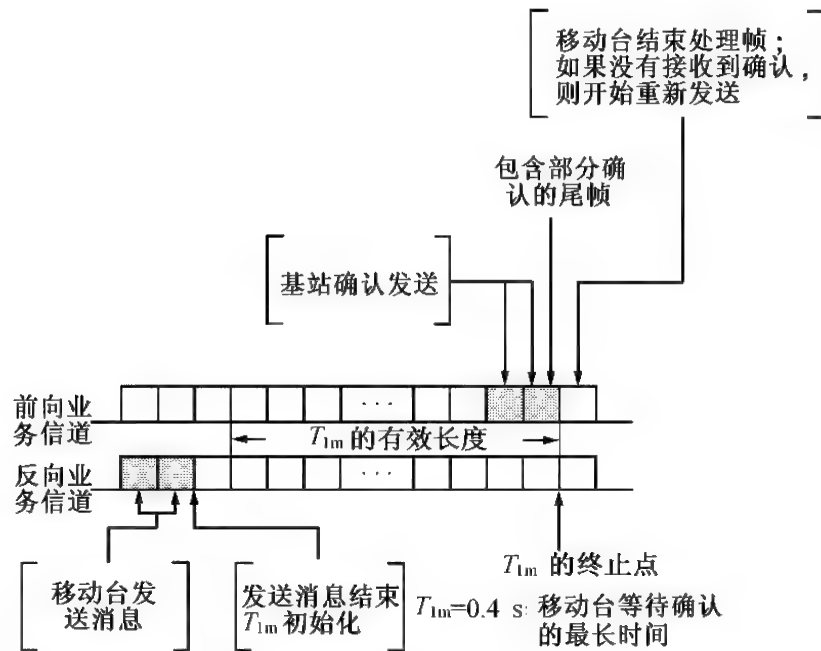 移动台结束处理帧；
如果没有接收到确认，
则开始重新发送
包含部分确
认的尾帧
基站确认发送
前向业
务信道
···
T1m 的有效长度
反向业
务信道
···
移动台发
送消息
发送消息结束
T1m 初始化
T1m 的终止点
T1m=0.4 s: 移动台等待确认
的最长时间